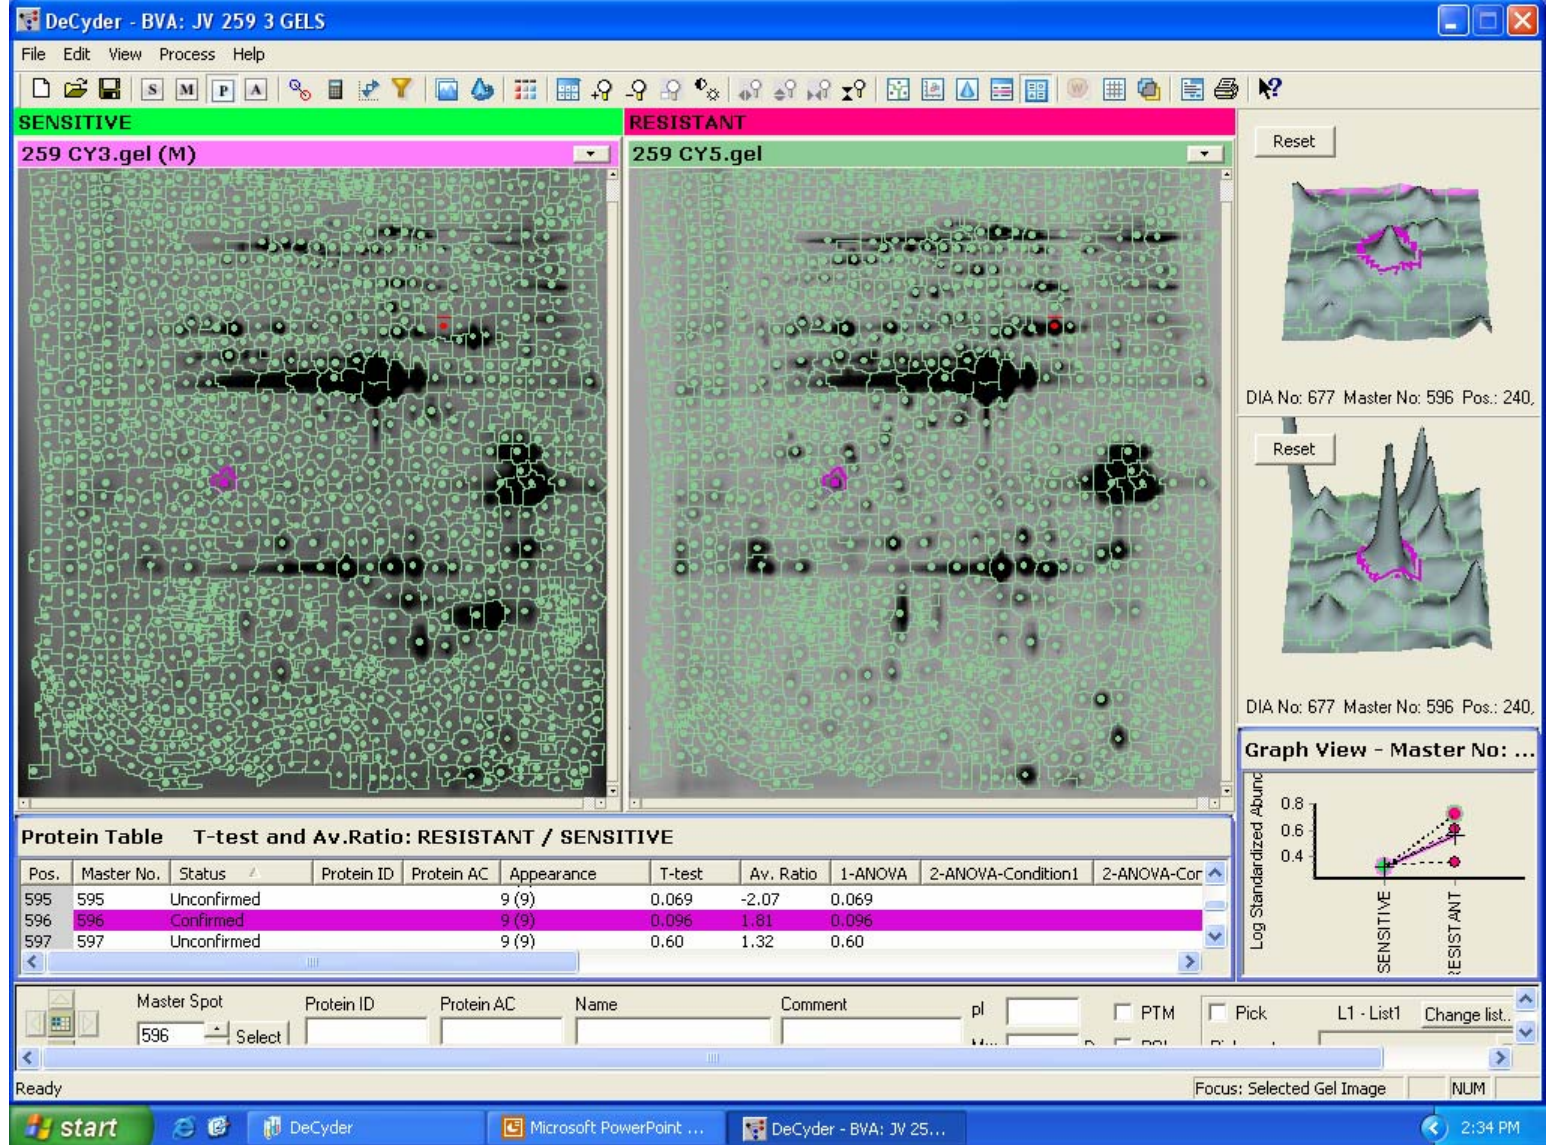 DeCyder - BVA: JV 259 3 GELS
File Edit View Process Help
S M P A
SENSITIVE
RESISTANT
259 CY3.gel (M)
259 CY5.gel
Reset
DIA No: 677 Master No: 596 Pos.: 240,
Reset
DIA No: 677 Master No: 596 Pos.: 240,
Graph View - Master No: ...
Log Standardized Abunc
0.8
0.6
0.4
SENSITIVE
RESISTANT
Protein Table T-test and Av.Ratio: RESISTANT / SENSITIVE
Pos. Master No. Status Protein ID Protein AC Appearance T-test Av. Ratio 1-ANOVA 2-ANOVA-Condition1 2-ANOVA-Cor
595 595 Unconfirmed 9 (9) 0.069 -2.07 0.069
596 596 Confirmed 9 (9) 0.096 1.81 0.096
597 597 Unconfirmed 9 (9) 0.60 1.32 0.60
Master Spot Protein ID Protein AC Name Comment pI PTM Pick L1 - List1 Change list..
596 Select
Ready
Focus: Selected Gel Image NUM
start DeCyder Microsoft PowerPoint ... DeCyder - BVA: JV 25... 2:34 PM